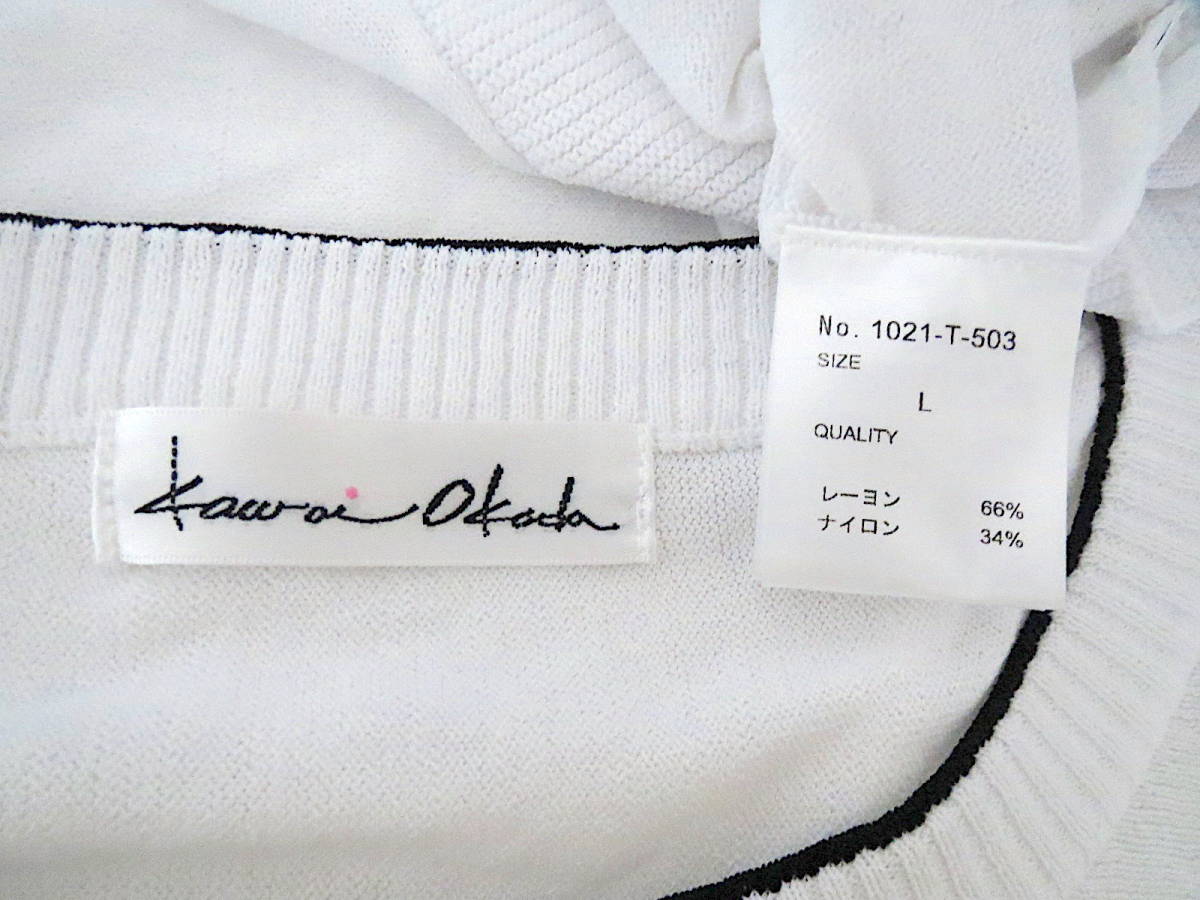 Kawai Okada
No. 1021-T-503
SIZE
L
QUALITY
レーヨン 66%
ナイロン 34%